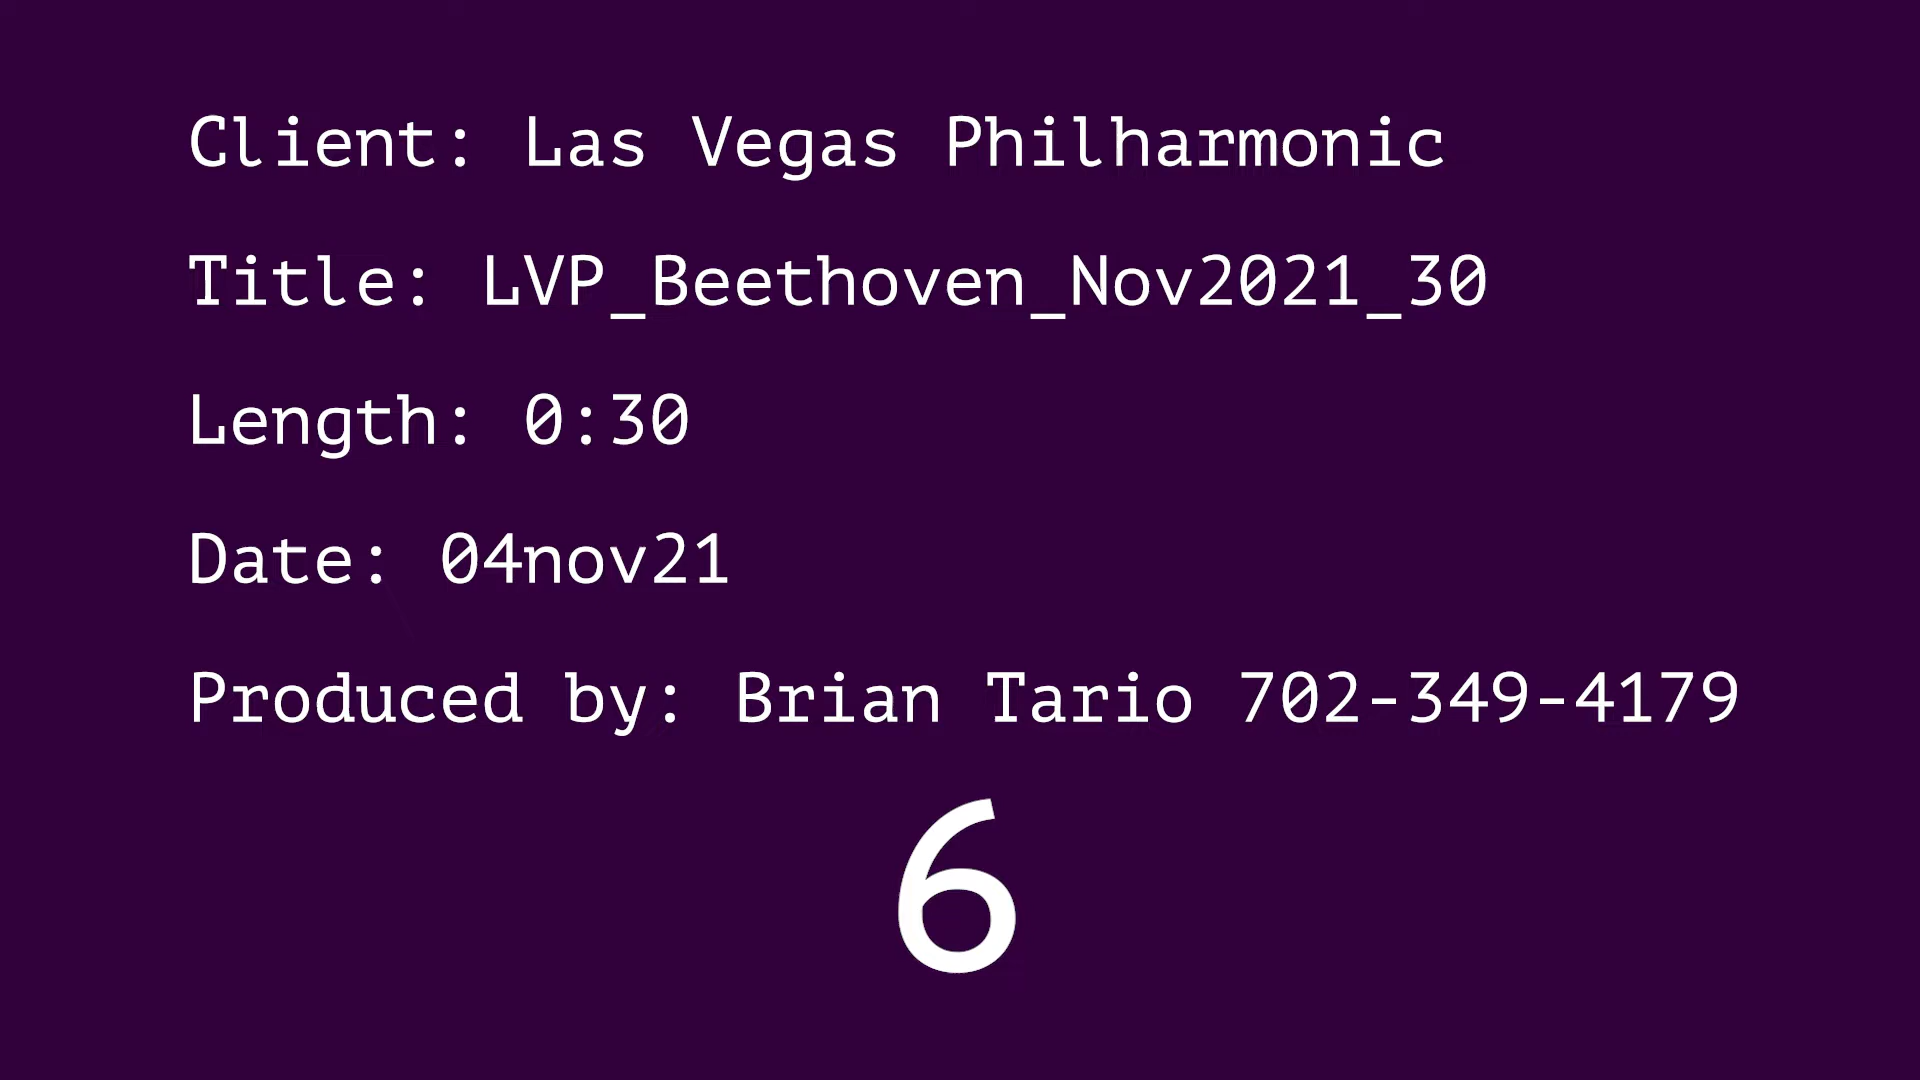 Client: Las Vegas Philharmonic
Title: LVP_Beethoven_Nov2021_30
Length: 0:30
Date: 04nov21
Produced by: Brian Tario 702-349-4179
6